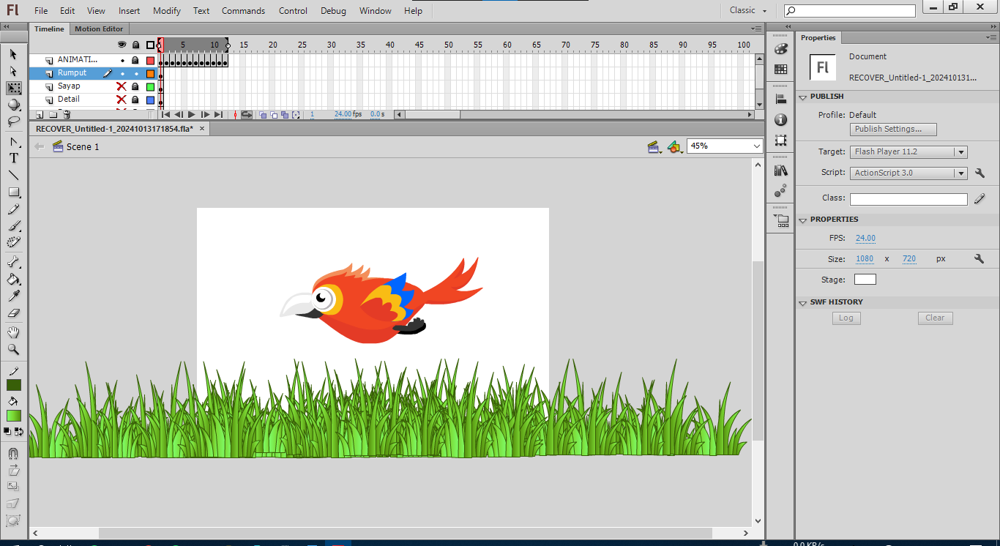 Fl File Edit View Insert Modify Text Commands Control Debug Window Help Classic
Timeline Motion Editor
5 10 15 20 25 30 35 40 45 50 55 60 65 70 75 80 85 90 95 100
ANIMATI...
Rumput
Sayap
Detail
1 24.00 fps 0.0 s
RECOVER_Untitled-1_20241013171854.fla*
Scene 1
45%
T
Properties
Fl
Document
RECOVER_Untitled-1_202410131...
PUBLISH
Profile: Default
Publish Settings...
Target: Flash Player 11.2
Script: ActionScript 3.0
Class:
PROPERTIES
FPS: 24.00
Size: 1080 x 720 px
Stage:
SWF HISTORY
Log Clear
0.0 KB/s